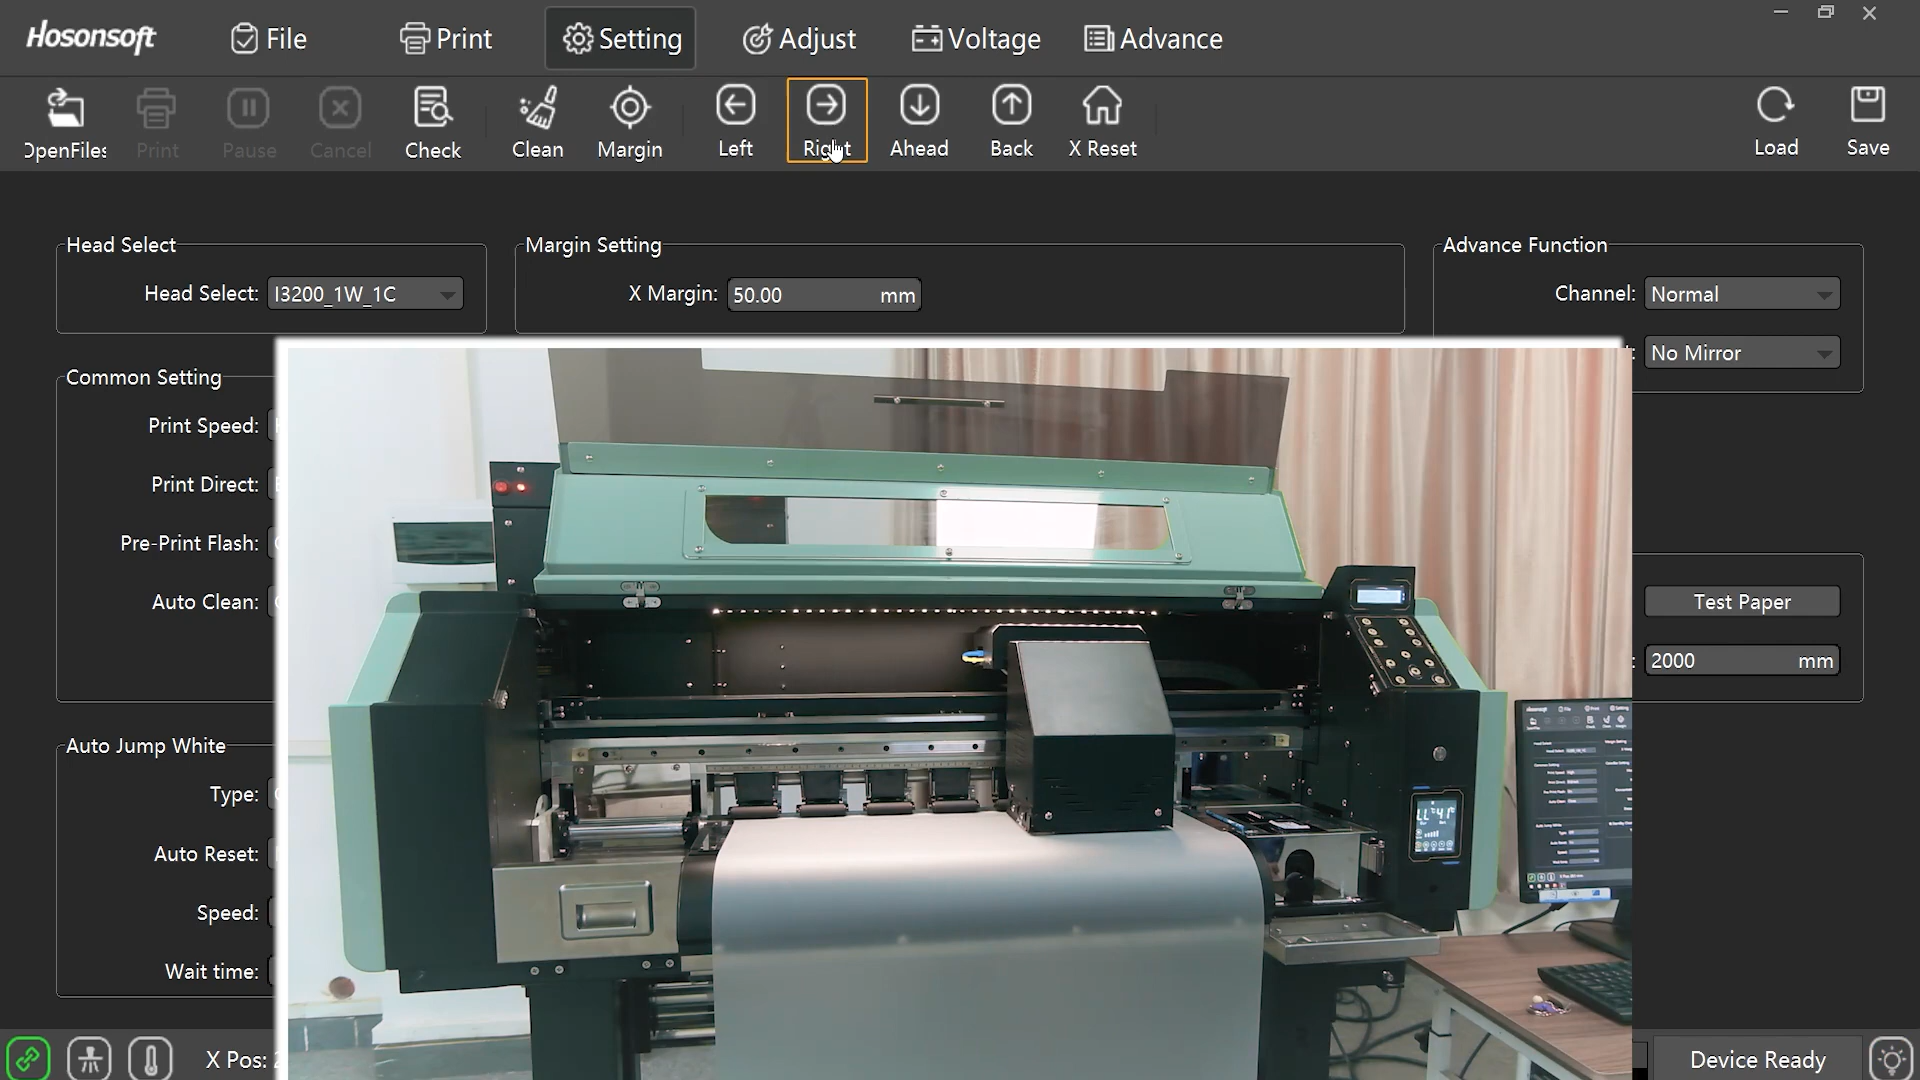 Hosonsoft File Print Setting Adjust Voltage Advance
OpenFiles Print Pause Cancel Check Clean Margin Left Right Ahead Back X Reset Load Save
Head Select
Head Select: I3200_1W_1C
Margin Setting
X Margin: 50.00 mm
Advance Function
Channel: Normal
No Mirror
Common Setting
Print Speed:
Print Direct:
Pre-Print Flash:
Auto Clean:
Test Paper
2000 mm
Auto Jump White
Type:
Auto Reset:
Speed:
Wait time:
X Pos:
Device Ready